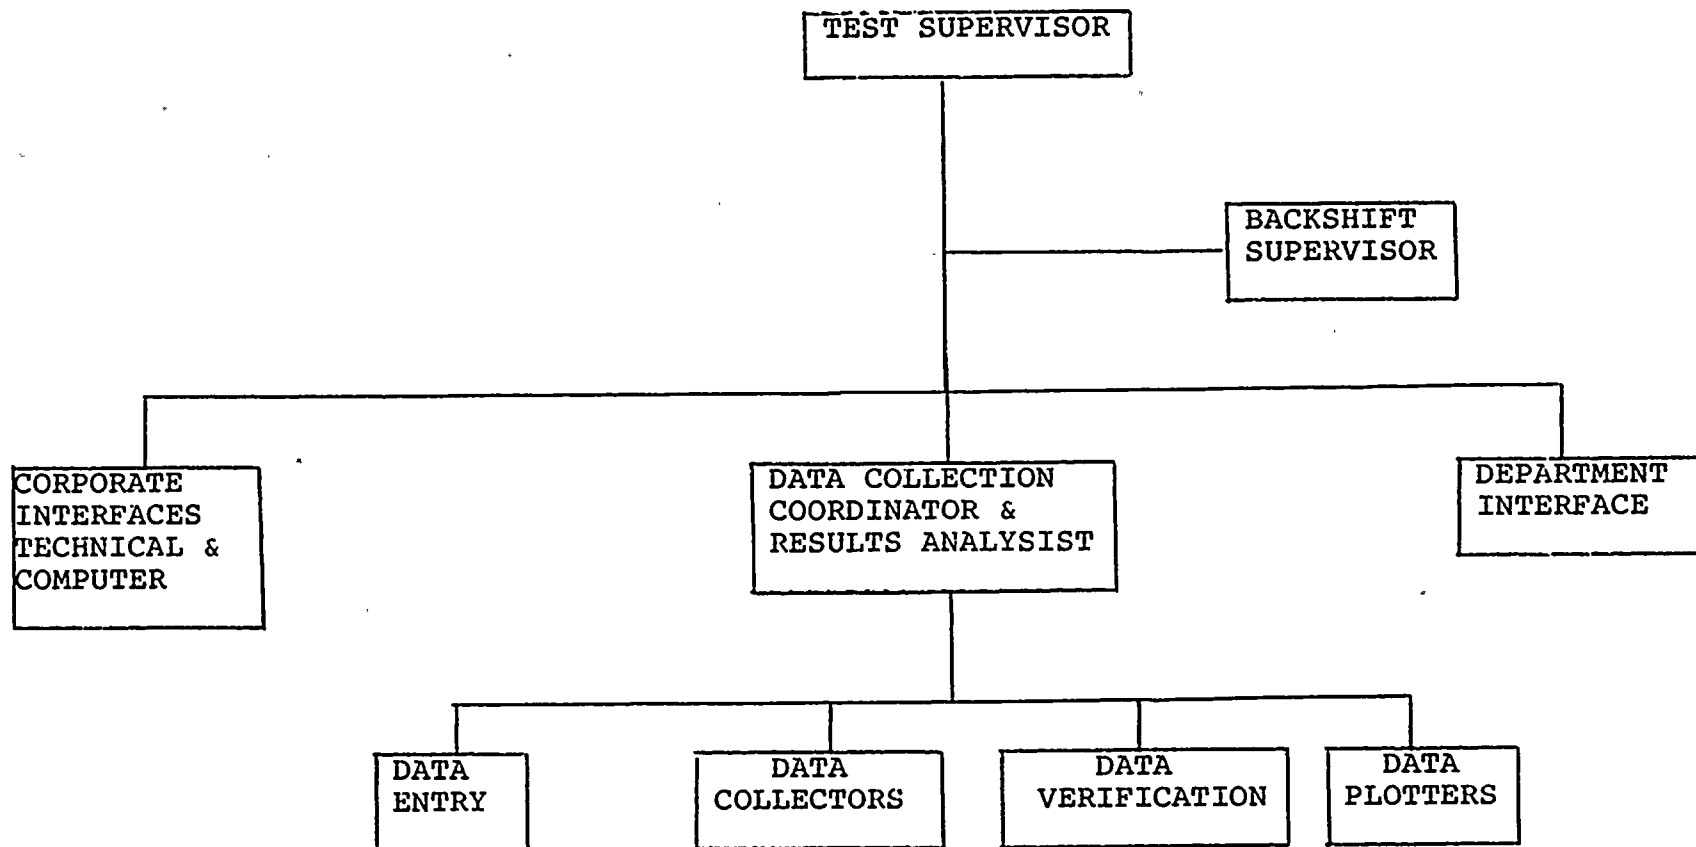 TEST SUPERVISOR
BACKSHIFT
SUPERVISOR
CORPORATE
INTERFACES
TECHNICAL &
COMPUTER
DATA COLLECTION
COORDINATOR &
RESULTS ANALYSIST
DEPARTMENT
INTERFACE
DATA
ENTRY
DATA
COLLECTORS
DATA
VERIFICATION
DATA
PLOTTERS